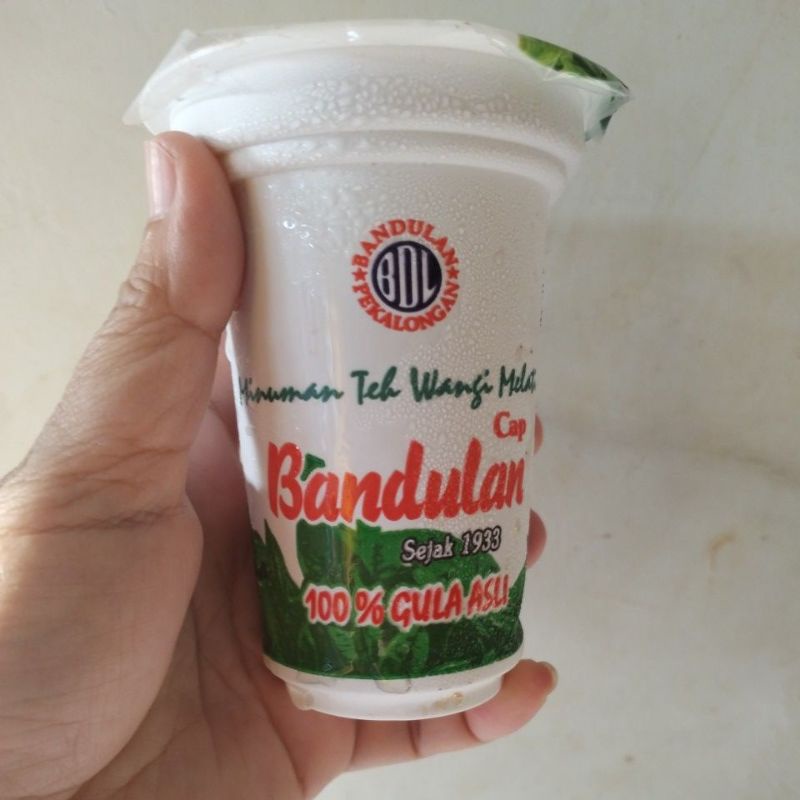 BANDULAN
BDL
PEKALONGAN
Minuman Teh Wangi Melati
Cap
Bandulan
Sejak 1933
100 % GULA ASLI